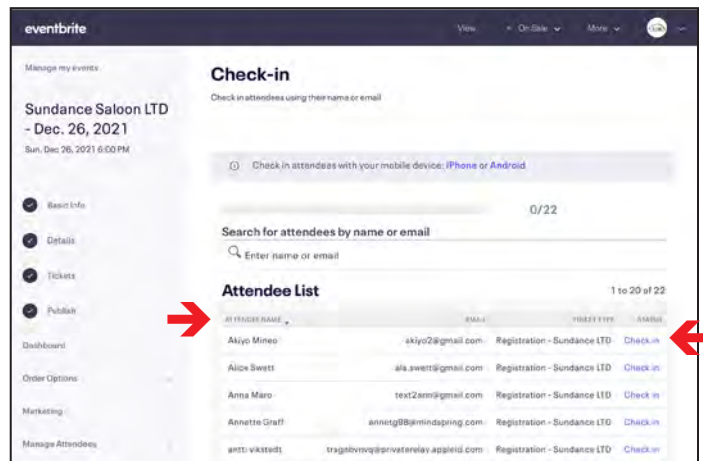 eventbrite
View
On Sale
More
Manage my events
Sundance Saloon LTD
- Dec. 26, 2021
Sun, Dec 26, 2021 6:00 PM
Basic Info
Details
Tickets
Publish
Dashboard
Order Options
Marketing
Manage Attendees
Check-in
Check in attendees using their name or email
Check in attendees with your mobile device: iPhone or Android
0/22
Search for attendees by name or email
Enter name or email
Attendee List
1 to 20 of 22
ATTENDEE NAME EMAIL TICKET TYPE STATUS
Akiyo Mineo akiyo2@gmail.com Registration - Sundance LTD Check in
Alice Swett ala.swett@gmail.com Registration - Sundance LTD Check in
Anna Maro text2ann@gmail.com Registration - Sundance LTD Check in
Annette Graff annetg88@mindspring.com Registration - Sundance LTD Check in
antti vikstedt Registration - Sundance LTD Check in